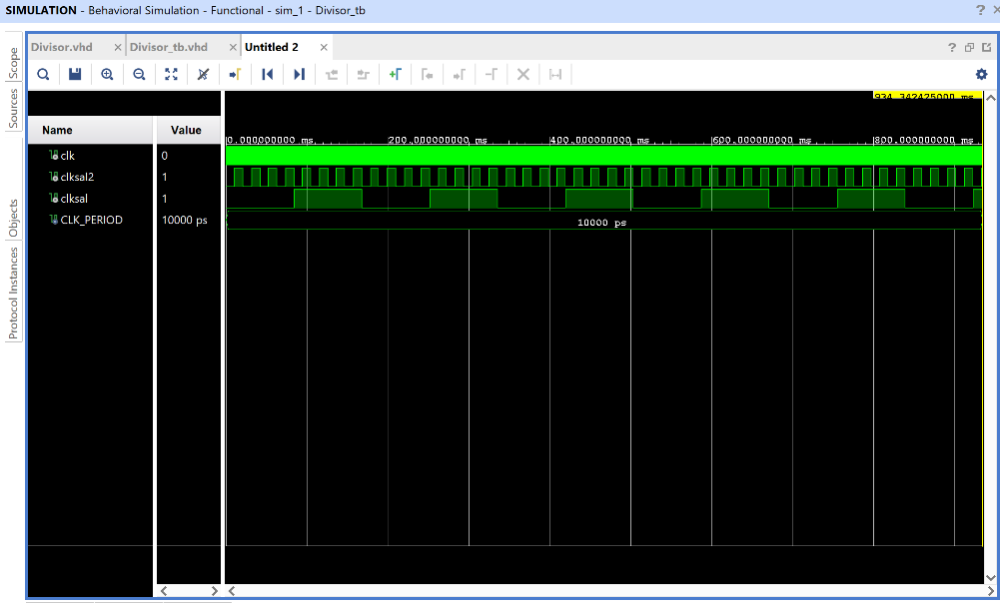 SIMULATION - Behavioral Simulation - Functional - sim_1 - Divisor_tb ? ×
Scope
Sources
Objects
Protocol Instances
Divisor.vhd × Divisor_tb.vhd × Untitled 2 × ?
934.342425000 ms
Name Value
0.000000000 ms 200.000000000 ms 400.000000000 ms 600.000000000 ms 800.000000000 ms
clk 0
clksal2 1
clksal 1
CLK_PERIOD 10000 ps 10000 ps